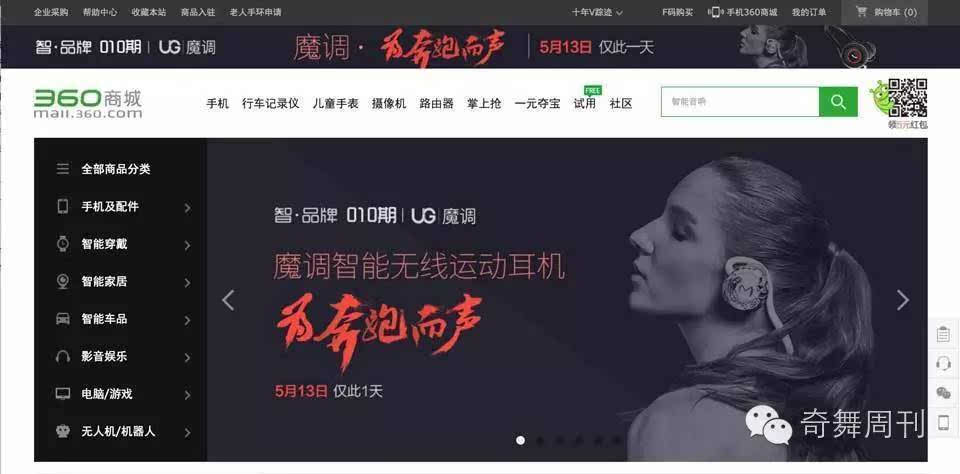 企业采购 帮助中心 收藏本站 商品入驻 老人手环申请 十年V踪迹 F码购买 手机360商城 我的订单 购物车 (0)
智·品牌 010期 UG 魔调 魔调· 为奔跑而声 5月13日 仅此一天
360商城
mall.360.com
手机 行车记录仪 儿童手表 摄像机 路由器 掌上抢 一元夺宝 试用 FREE 社区 智能音响
领5元红包
全部商品分类
手机及配件
智能穿戴
智能家居
智能车品
影音娱乐
电脑/游戏
无人机/机器人
智·品牌 010期 UG 魔调
魔调智能无线运动耳机
为奔跑而声
5月13日 仅此1天
奇舞周刊